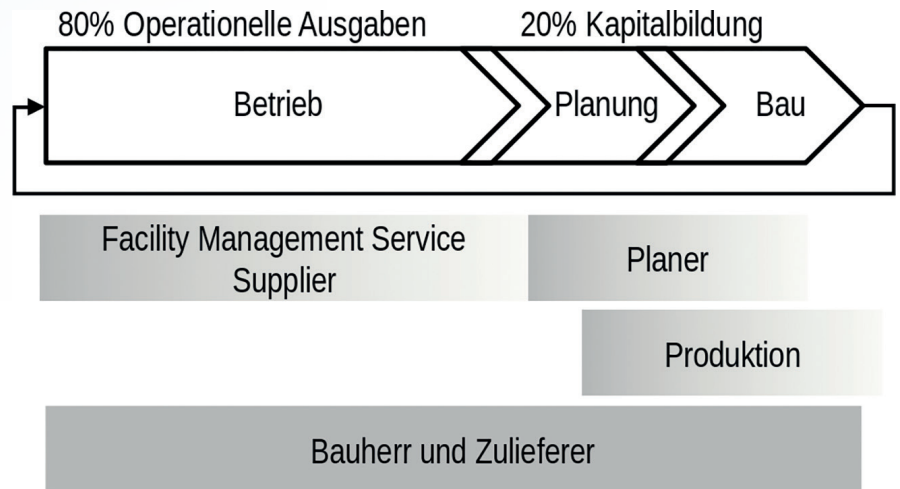 80% Operationelle Ausgaben
20% Kapitalbildung
Betrieb
Planung
Bau
Facility Management Service
Supplier
Planer
Produktion
Bauherr und Zulieferer